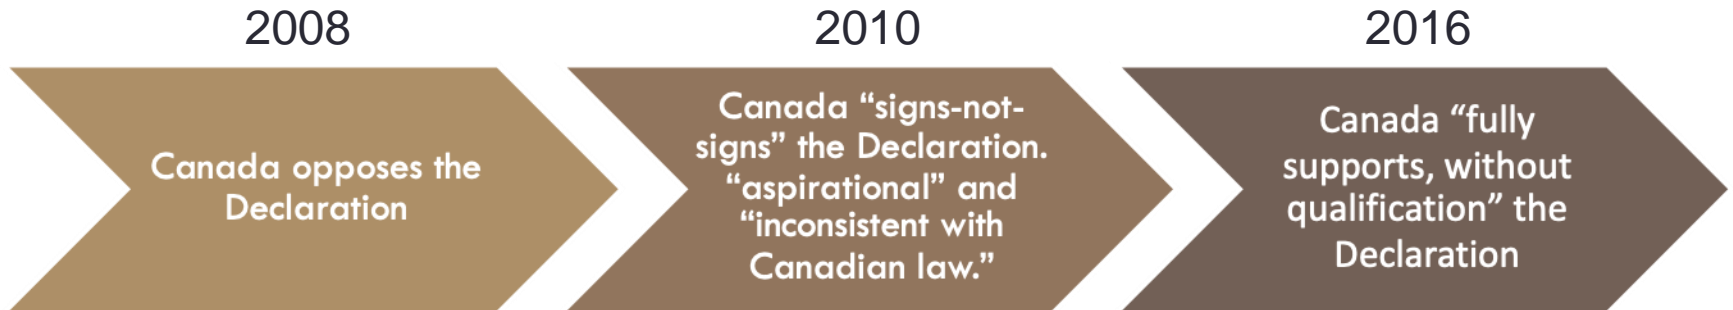 2008
Canada opposes the
Declaration
2010
Canada “signs-not-
signs” the Declaration.
“aspirational” and
“inconsistent with
Canadian law.”
2016
Canada “fully
supports, without
qualification” the
Declaration